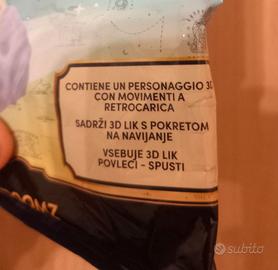 CONTIENE UN PERSONAGGIO 3D
CON MOVIMENTI A
RETROCARICA
SADRŽI 3D LIK S POKRETOM
NA NAVIJANJE
VSEBUJE 3D LIK
POVLECI - SPUSTI
subito